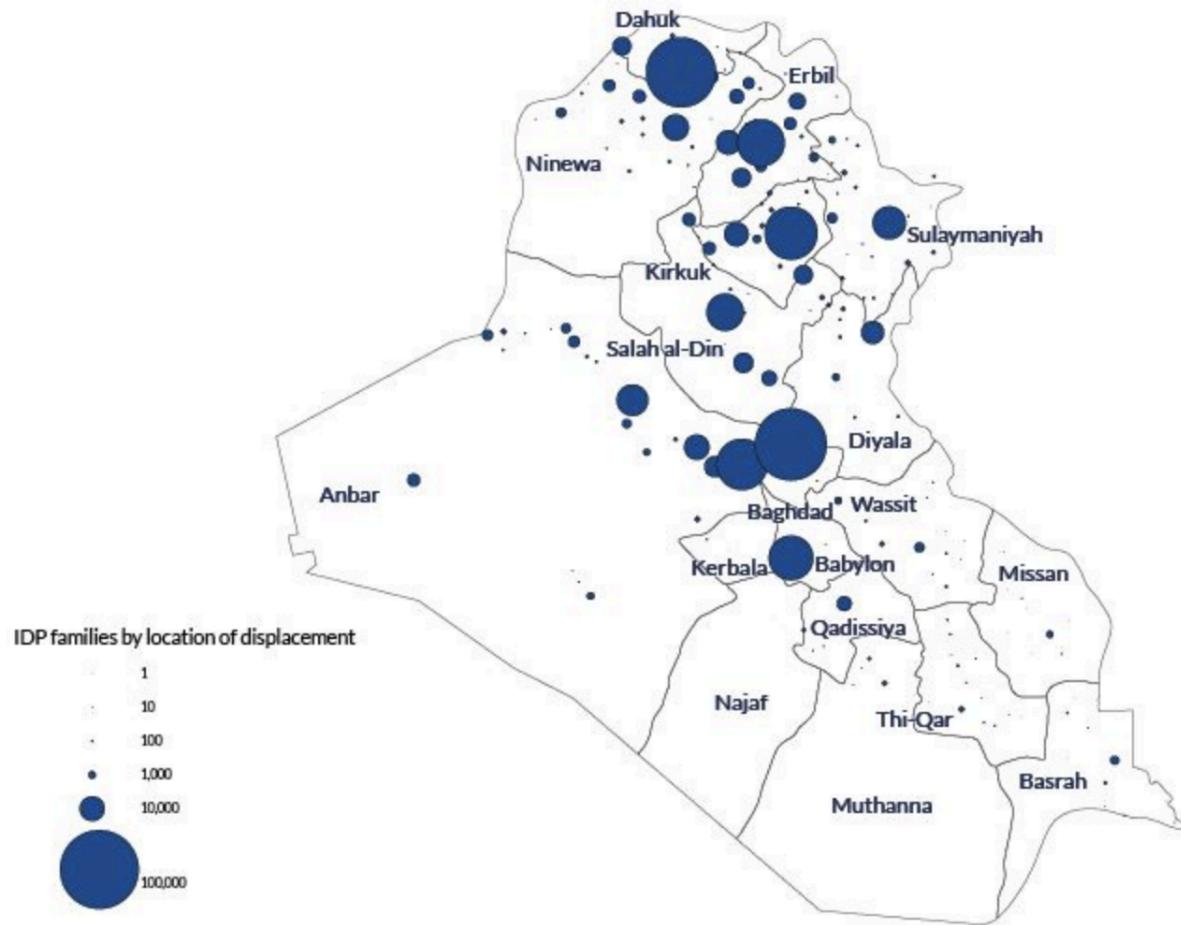 Dahuk
Erbil
Ninewa
Sulaymaniyah
Kirkuk
Salah al-Din
Diyala
Anbar
Baghdad
Wassit
Kerbala
Babylon
Missan
Qadissiya
Najaf
Thi-Qar
Basrah
Muthanna
IDP families by location of displacement
1
10
100
1,000
10,000
100,000